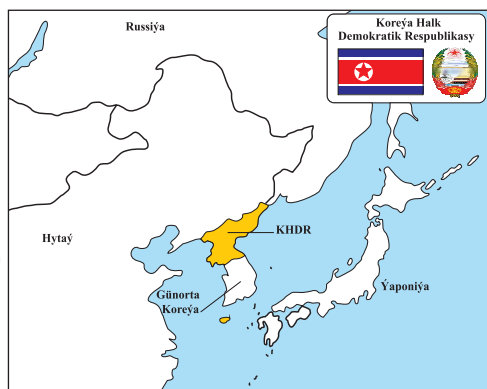 Russiýa
Koreýa Halk
Demokratik Respublikasy
KHDR
Hytaý
Günorta
Koreýa
Ýaponiýa